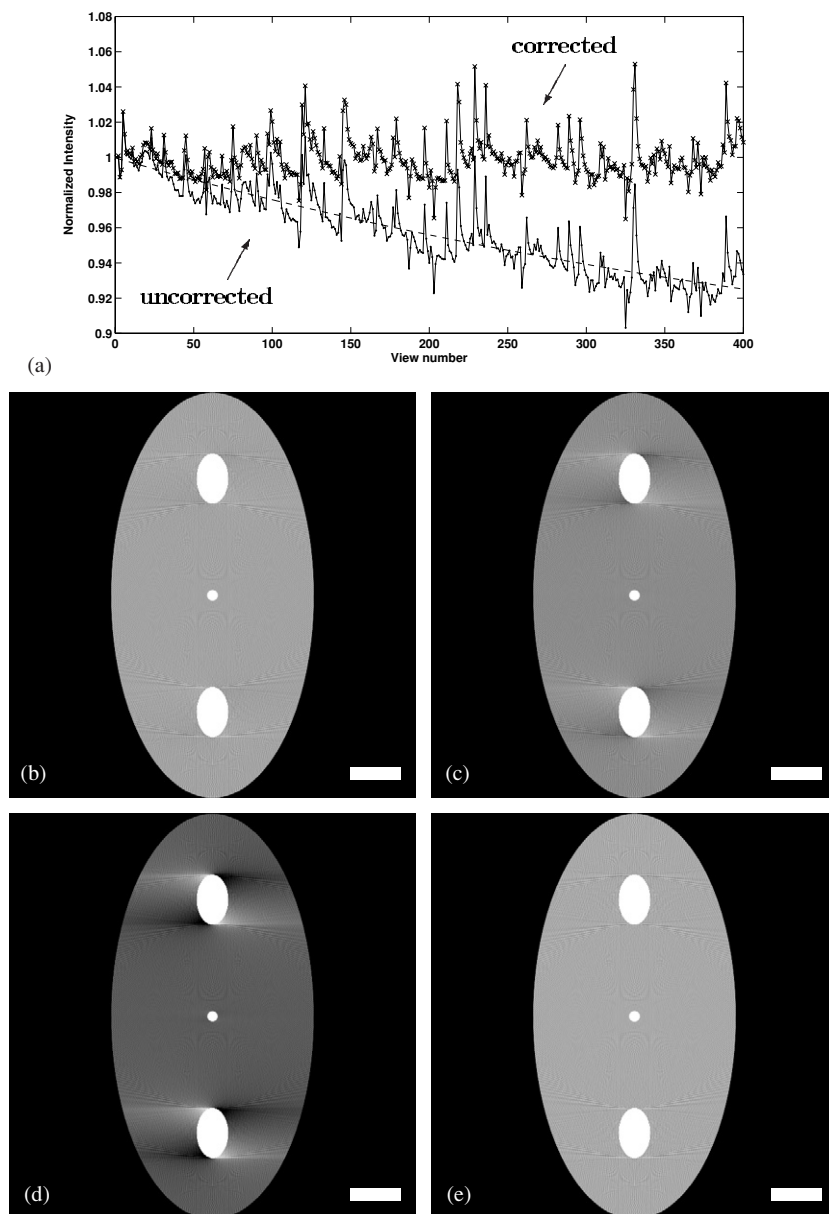 1.08
1.06
1.04
1.02
1
0.98
0.96
0.94
0.92
0.9
Normalized Intensity
corrected
uncorrected
0 50 100 150 200 250 300 350 400
View number
(a)
(b)
(c)
(d)
(e)